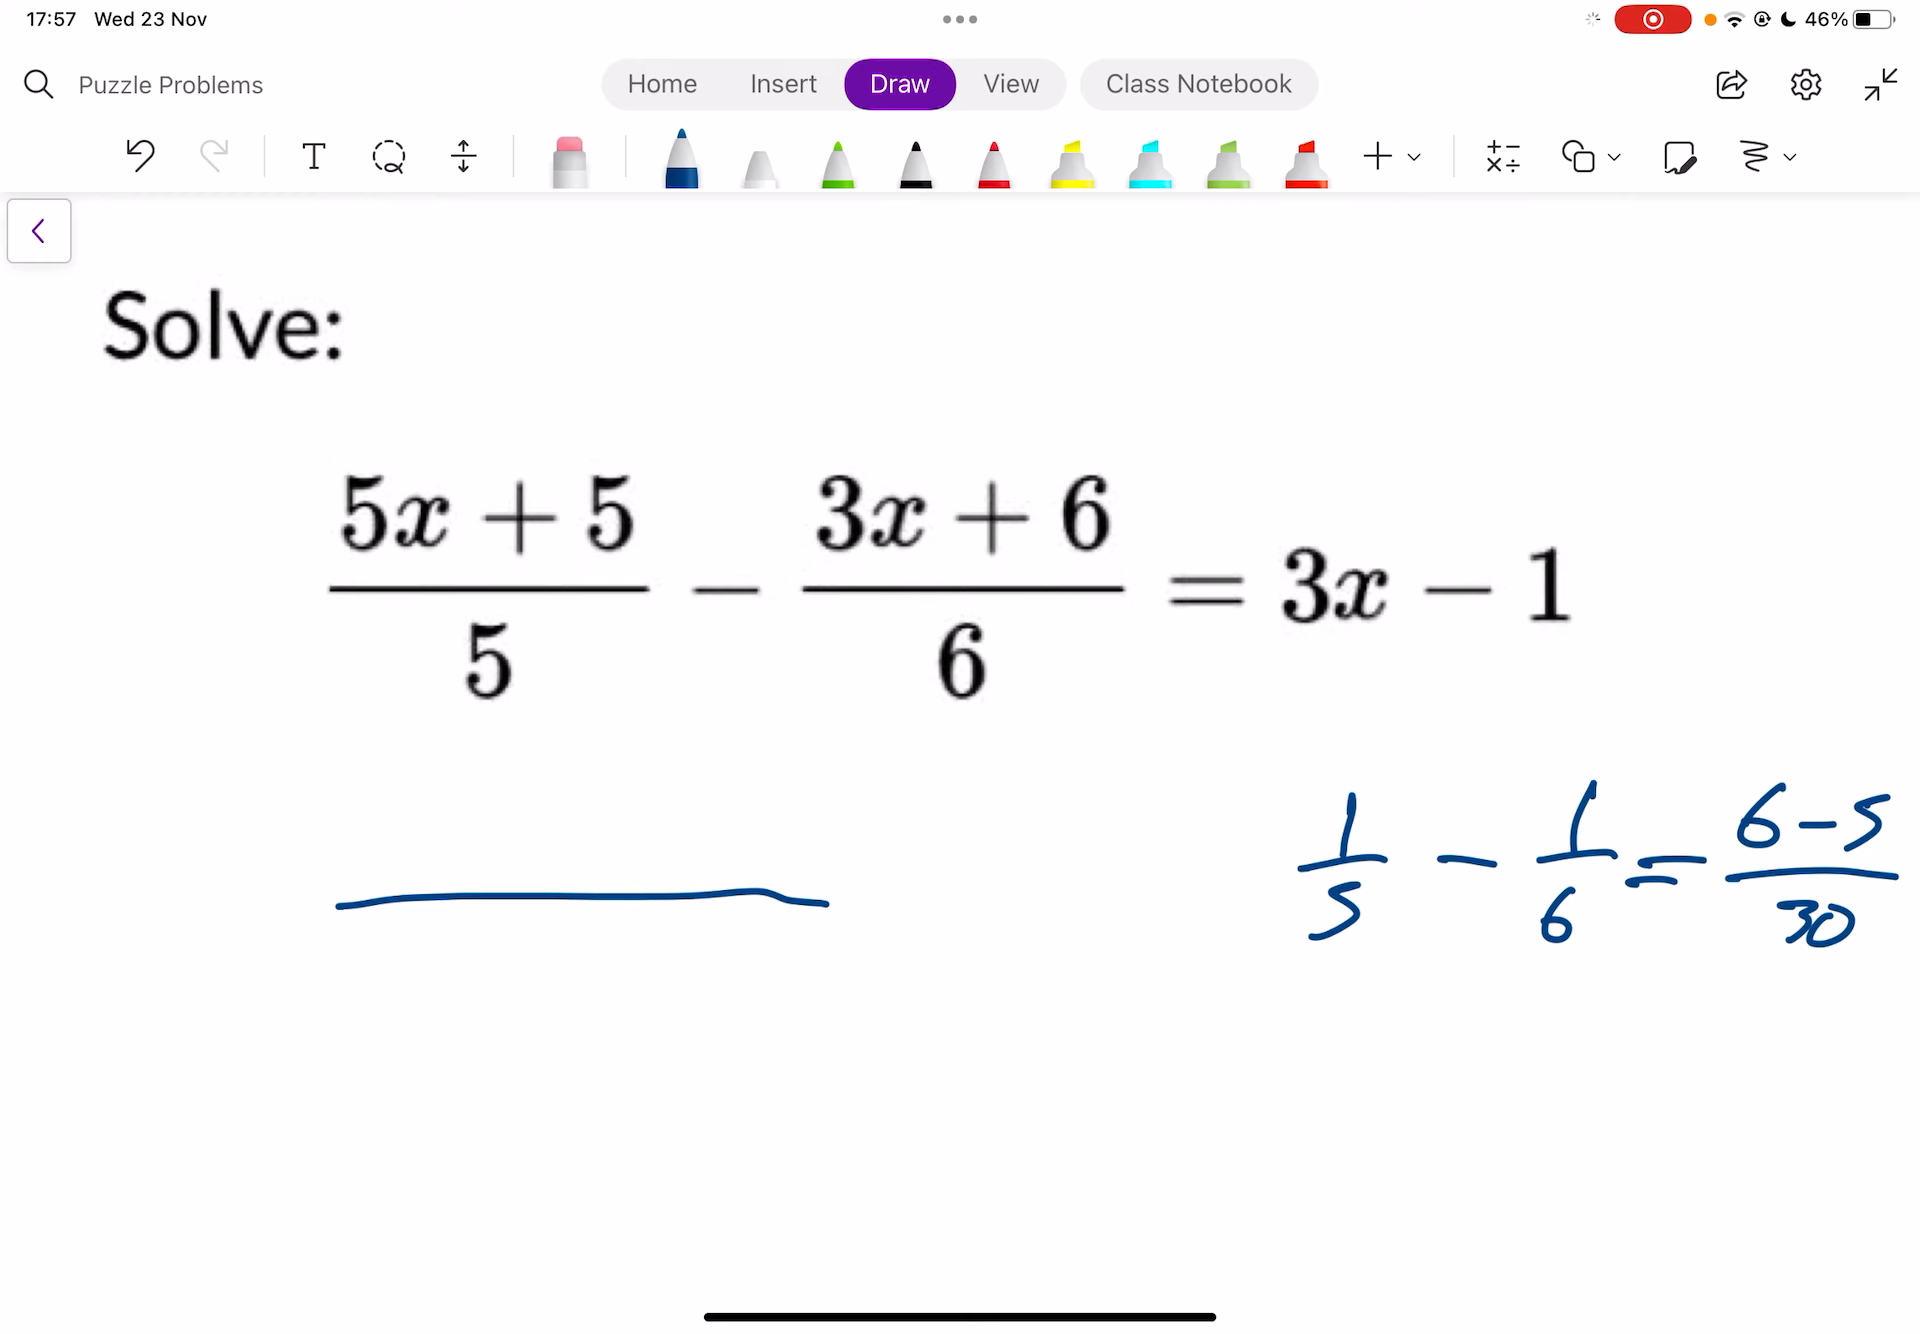 17:57 Wed 23 Nov
46%
Puzzle Problems Home Insert Draw View Class Notebook
T
Solve:
(5x + 5)/5 − (3x + 6)/6 = 3x − 1
1/5 − 1/6 = (6 − 5)/30